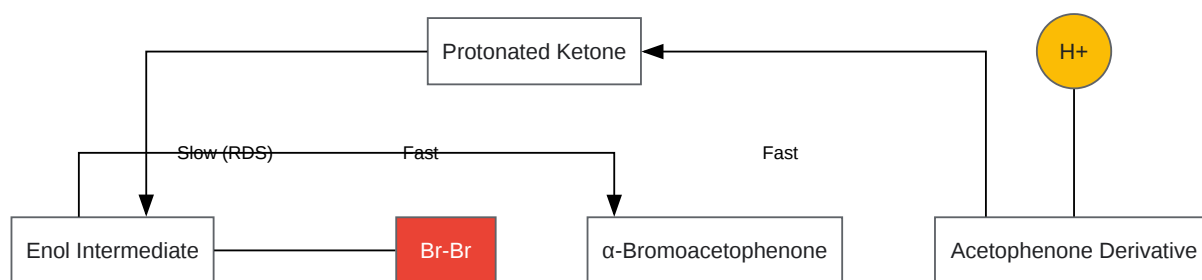 Protonated Ketone
H+
Slow (RDS)
Fast
Fast
Enol Intermediate
Br-Br
α-Bromoacetophenone
Acetophenone Derivative